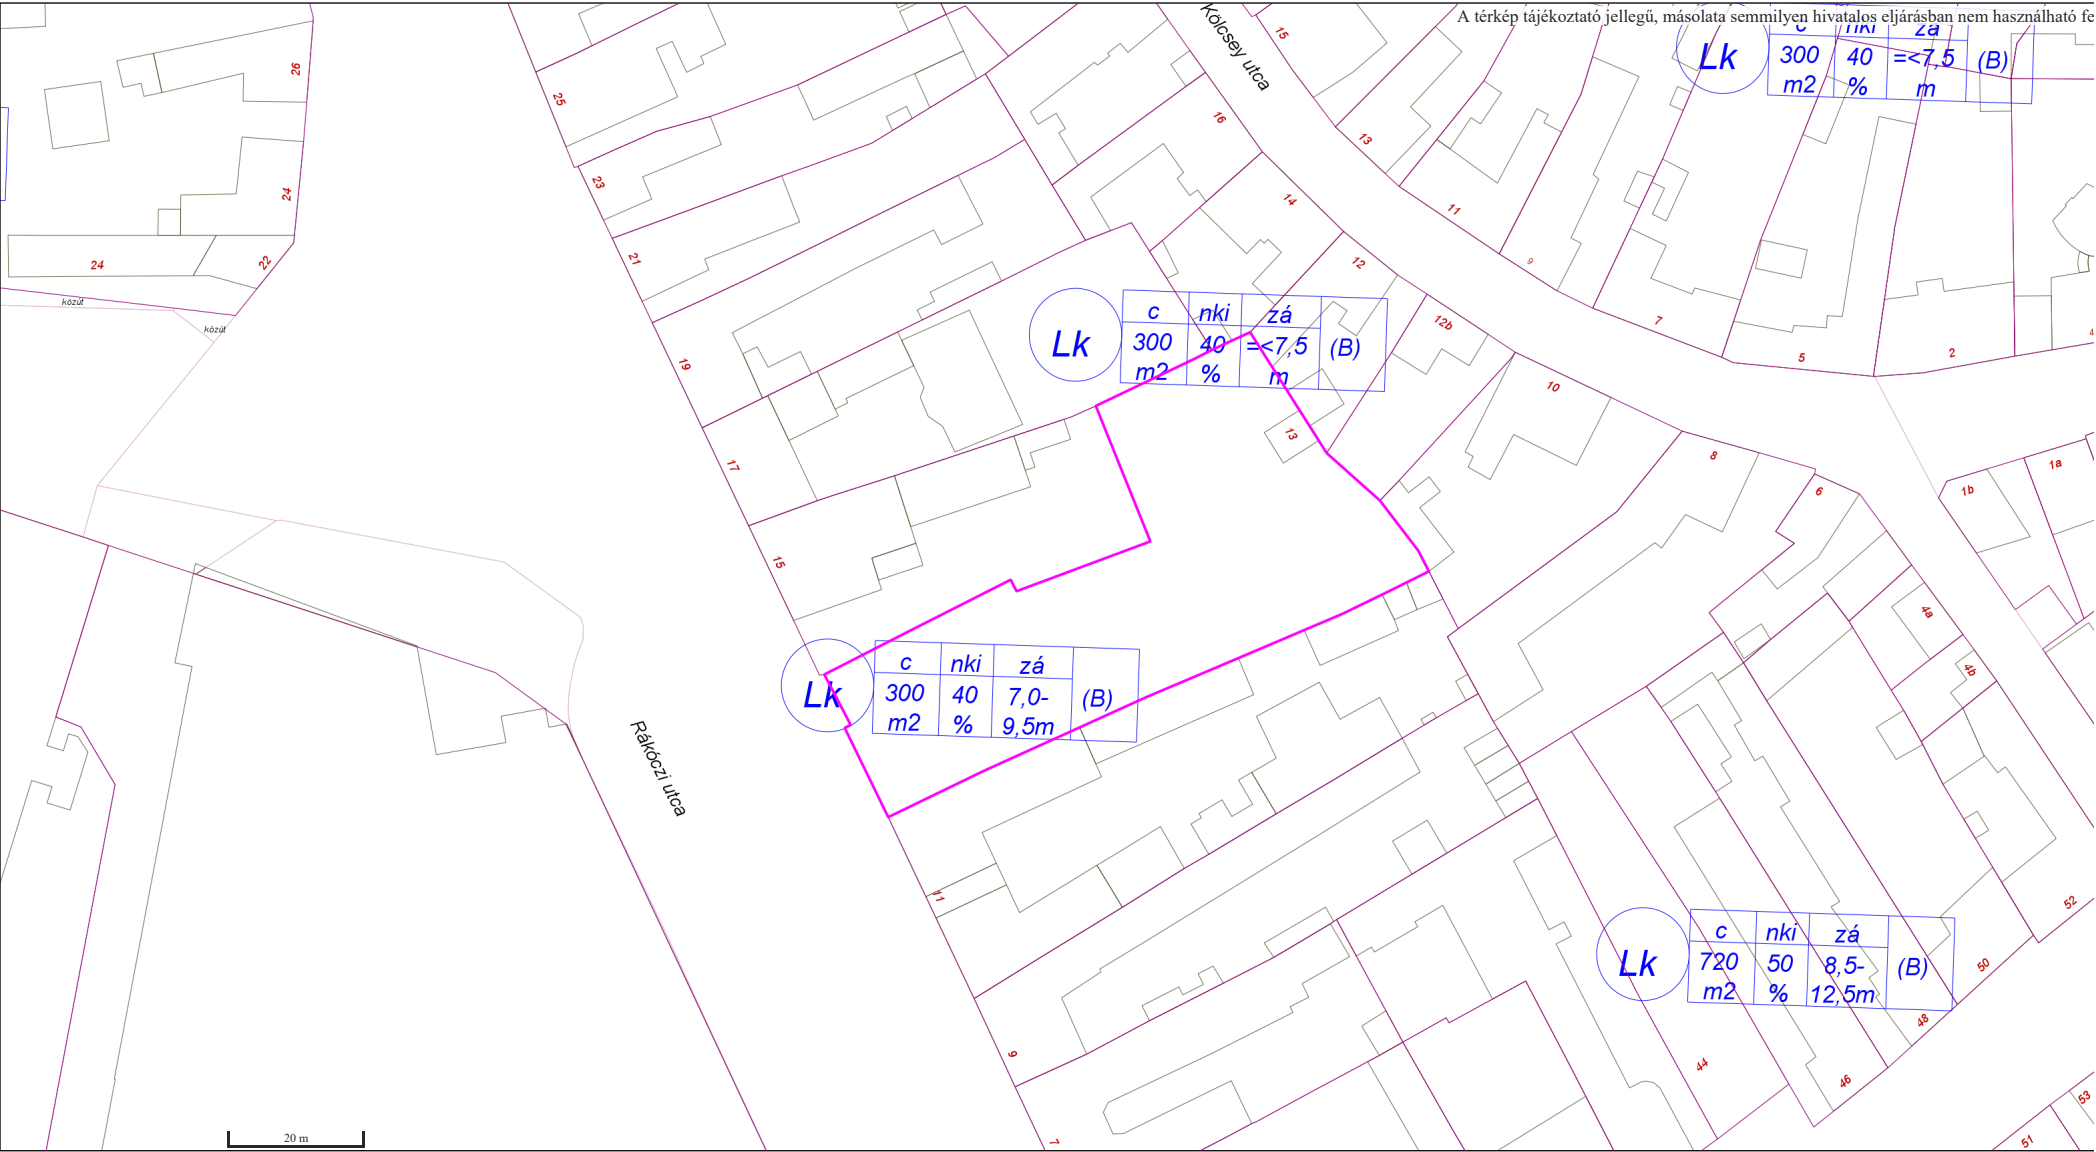 A térkép tájékoztató jellegű, másolata semmilyen hivatalos eljárásban nem használható fe
Kölcsey utca
15
c nki zá
Lk 300 40 =<7,5 (B)
m2 % m
26
25
16
13
23
24
14
11
21
24
22
12
9
közút
közút
c nki zá
Lk 300 40 =<7,5 (B)
m2 % m
12b
7
5
2
4
19
10
13
17
8
1a
6
1b
15
4a
4b
c nki zá
Lk 300 40 7,0- (B)
m2 % 9,5m
Rákóczi utca
11
52
c nki zá
Lk 720 50 8,5- (B)
m2 % 12,5m
50
48
9
44
46
53
20 m
7
51